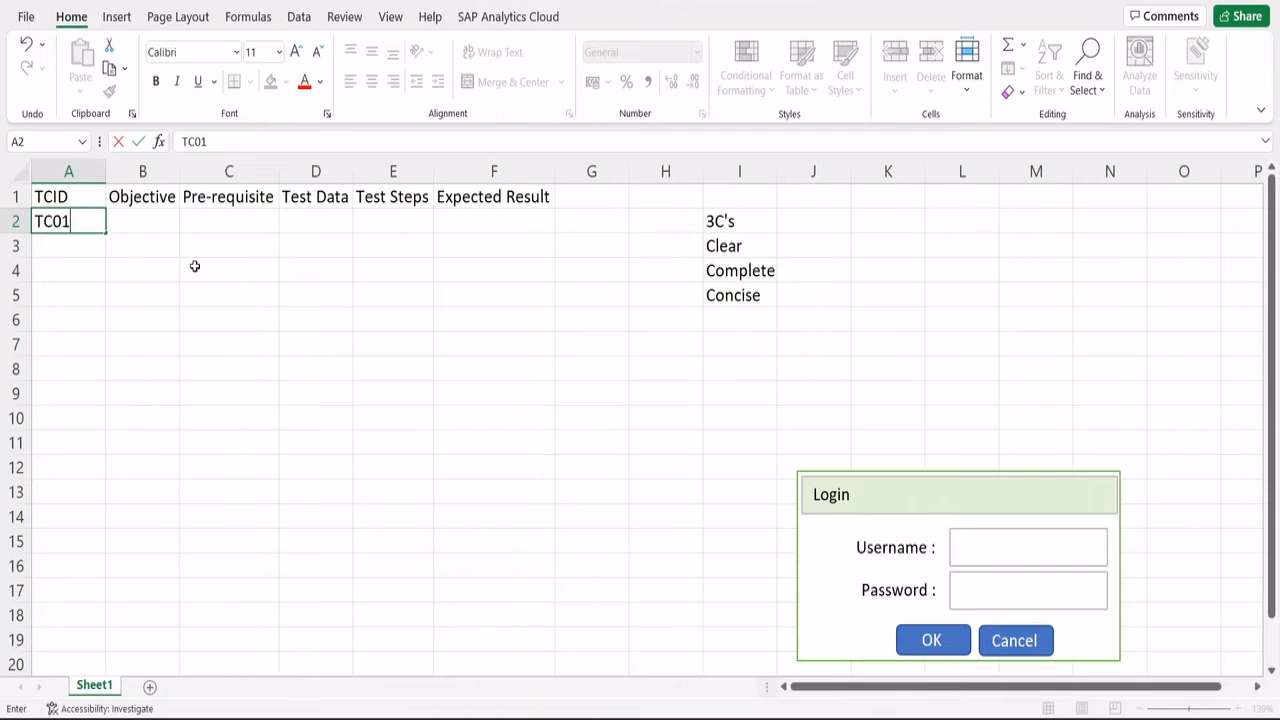 File Home Insert Page Layout Formulas Data Review View Help SAP Analytics Cloud Comments Share
Calibri 11 A A Wrap Text General
Paste B I U A Merge & Center % Conditional Formatting Format as Table Cell Styles Insert Delete Format Sort & Filter Find & Select Analyze Data Sensitivity
Undo Clipboard Font Alignment Number Styles Cells Editing Analysis Sensitivity
A2 fx TC01
A B C D E F G H I J K L M N O P
1 TCID Objective Pre-requisite Test Data Test Steps Expected Result
2 TC01 3C's
3 Clear
4 Complete
5 Concise
6
7
8
9
10
11
12
13 Login
14
15 Username :
16
17 Password :
18
19 OK Cancel
20
Sheet1
Enter Accessibility: Investigate 139%